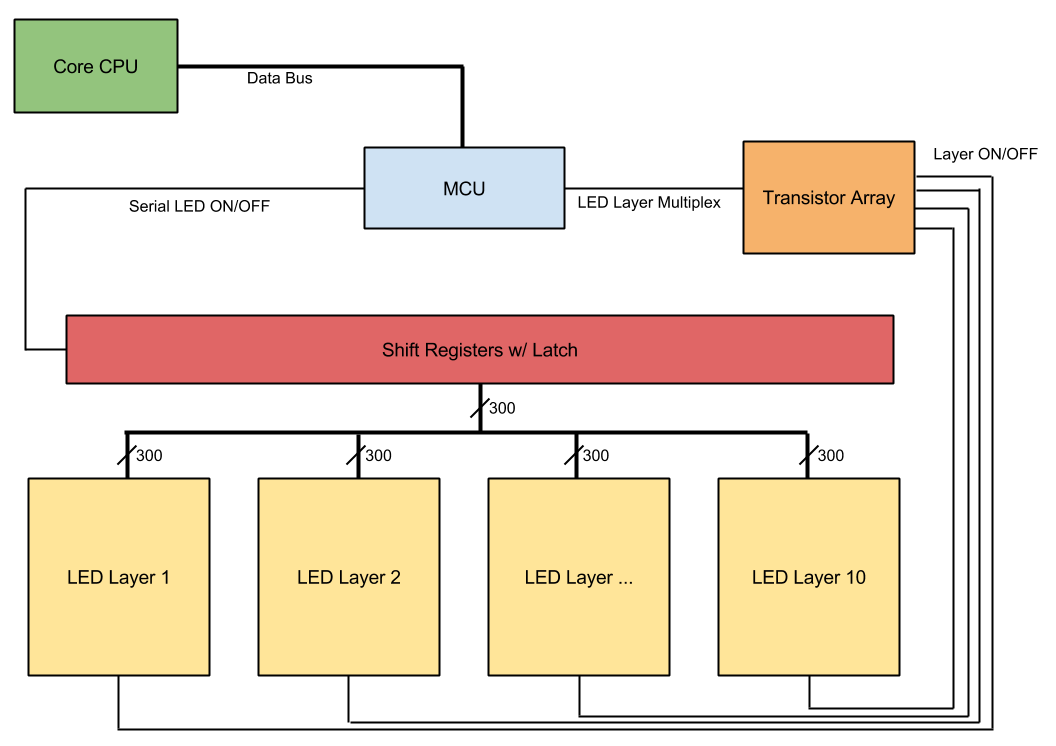 Core CPU
Data Bus
Layer ON/OFF
MCU
Transistor Array
Serial LED ON/OFF
LED Layer Multiplex
Shift Registers w/ Latch
300
300
300
300
300
LED Layer 1
LED Layer 2
LED Layer ...
LED Layer 10